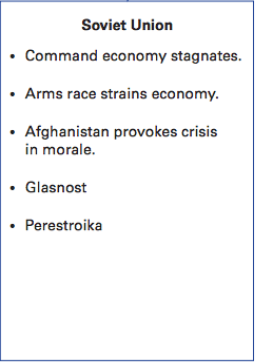 Soviet Union
• Command economy stagnates.
• Arms race strains economy.
• Afghanistan provokes crisis
in morale.
• Glasnost
• Perestroika